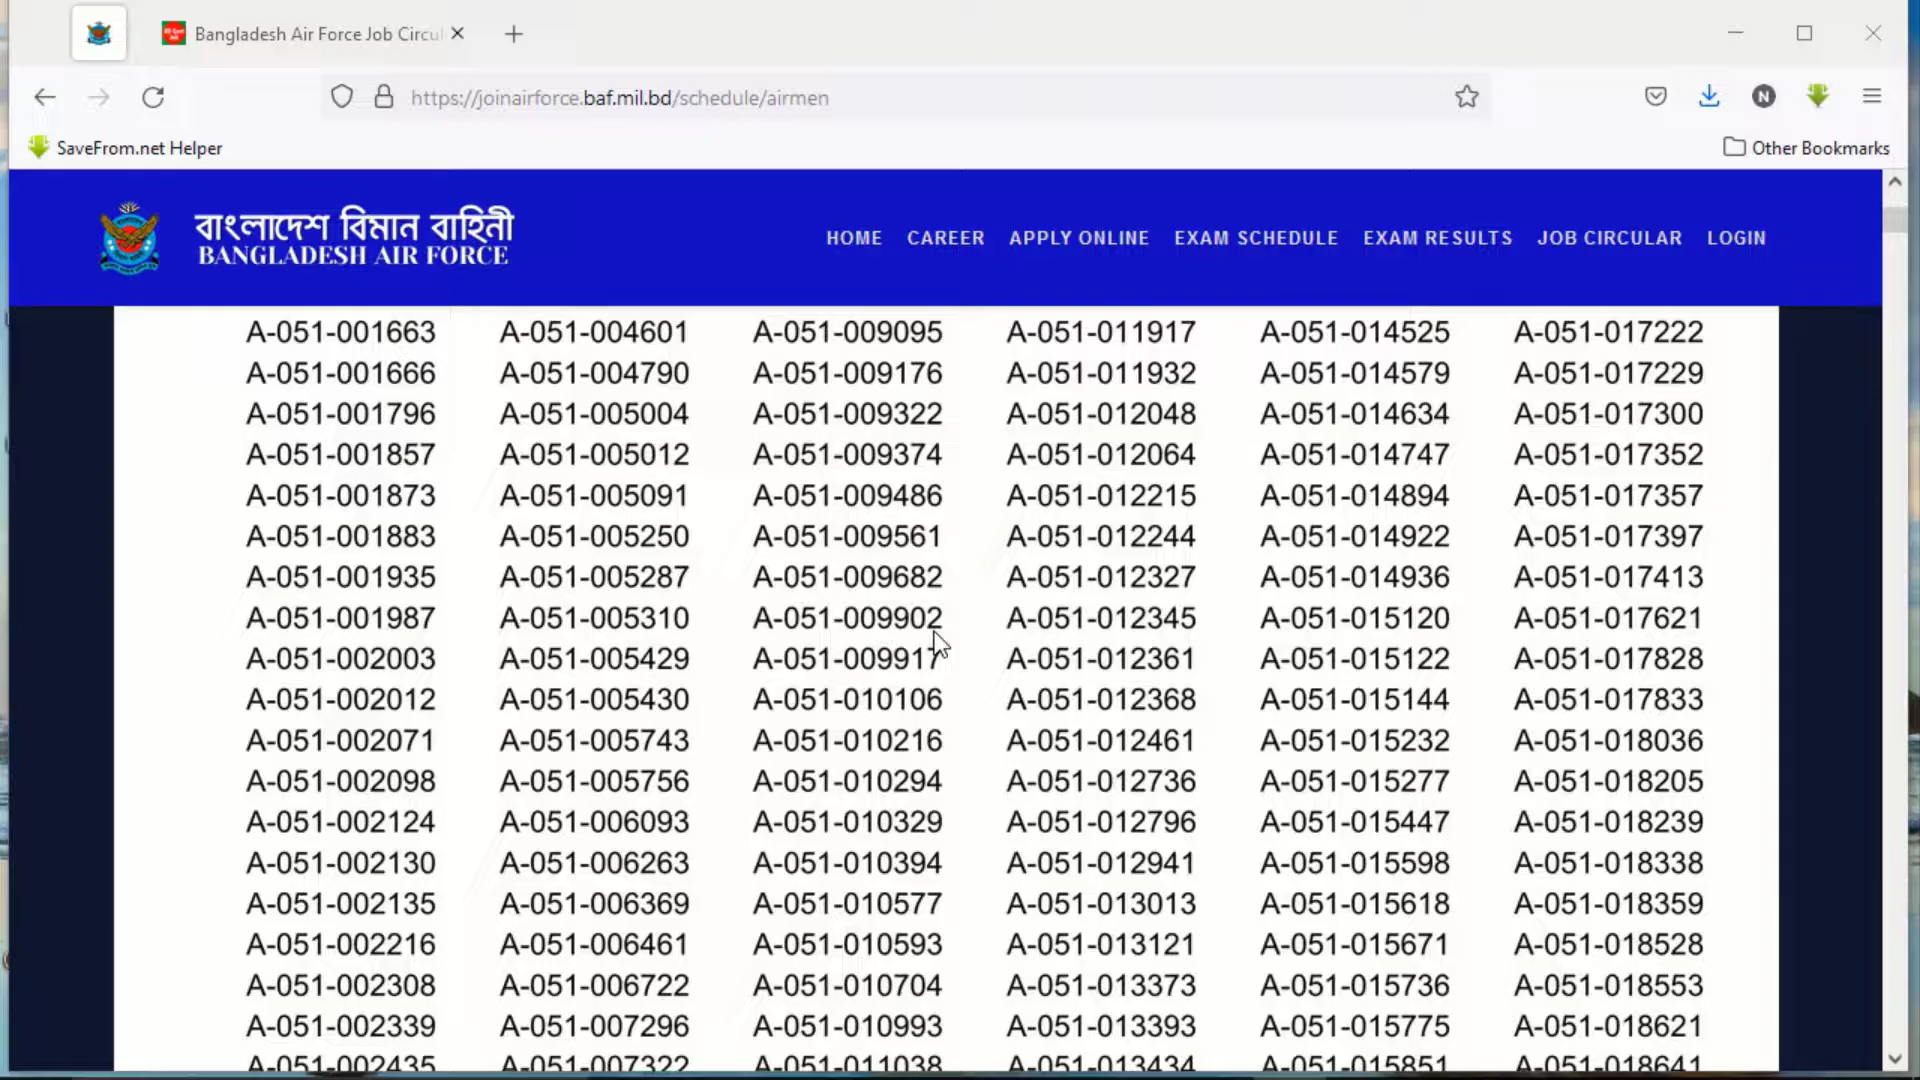 Bangladesh Air Force Job Circul
https://joinairforce.baf.mil.bd/schedule/airmen
N
SaveFrom.net Helper
Other Bookmarks
বাংলাদেশ বিমান বাহিনী
BANGLADESH AIR FORCE
HOME CAREER APPLY ONLINE EXAM SCHEDULE EXAM RESULTS JOB CIRCULAR LOGIN
A-051-001663 A-051-004601 A-051-009095 A-051-011917 A-051-014525 A-051-017222
A-051-001666 A-051-004790 A-051-009176 A-051-011932 A-051-014579 A-051-017229
A-051-001796 A-051-005004 A-051-009322 A-051-012048 A-051-014634 A-051-017300
A-051-001857 A-051-005012 A-051-009374 A-051-012064 A-051-014747 A-051-017352
A-051-001873 A-051-005091 A-051-009486 A-051-012215 A-051-014894 A-051-017357
A-051-001883 A-051-005250 A-051-009561 A-051-012244 A-051-014922 A-051-017397
A-051-001935 A-051-005287 A-051-009682 A-051-012327 A-051-014936 A-051-017413
A-051-001987 A-051-005310 A-051-009902 A-051-012345 A-051-015120 A-051-017621
A-051-002003 A-051-005429 A-051-009917 A-051-012361 A-051-015122 A-051-017828
A-051-002012 A-051-005430 A-051-010106 A-051-012368 A-051-015144 A-051-017833
A-051-002071 A-051-005743 A-051-010216 A-051-012461 A-051-015232 A-051-018036
A-051-002098 A-051-005756 A-051-010294 A-051-012736 A-051-015277 A-051-018205
A-051-002124 A-051-006093 A-051-010329 A-051-012796 A-051-015447 A-051-018239
A-051-002130 A-051-006263 A-051-010394 A-051-012941 A-051-015598 A-051-018338
A-051-002135 A-051-006369 A-051-010577 A-051-013013 A-051-015618 A-051-018359
A-051-002216 A-051-006461 A-051-010593 A-051-013121 A-051-015671 A-051-018528
A-051-002308 A-051-006722 A-051-010704 A-051-013373 A-051-015736 A-051-018553
A-051-002339 A-051-007296 A-051-010993 A-051-013393 A-051-015775 A-051-018621
A-051-002435 A-051-007322 A-051-011038 A-051-013434 A-051-015851 A-051-018641